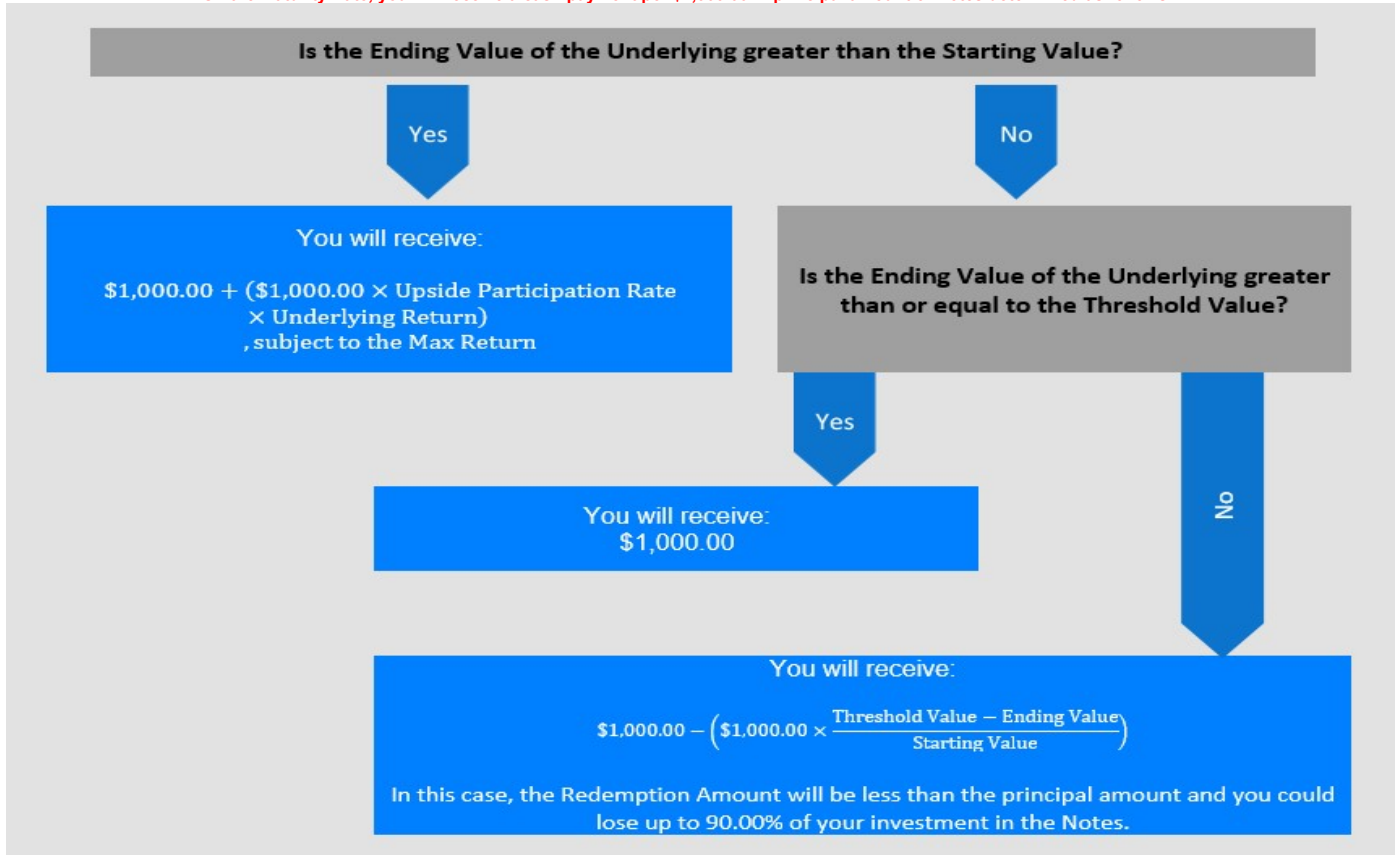 Is the Ending Value of the Underlying greater than the Starting Value?
Yes
No
You will receive:
$1,000.00 + ($1,000.00 × Upside Participation Rate
× Underlying Return)
, subject to the Max Return
Is the Ending Value of the Underlying greater
than or equal to the Threshold Value?
Yes
No
You will receive:
$1,000.00
You will receive:
$1,000.00 − ($1,000.00 × Threshold Value − Ending Value
Starting Value)
In this case, the Redemption Amount will be less than the principal amount and you could
lose up to 90.00% of your investment in the Notes.